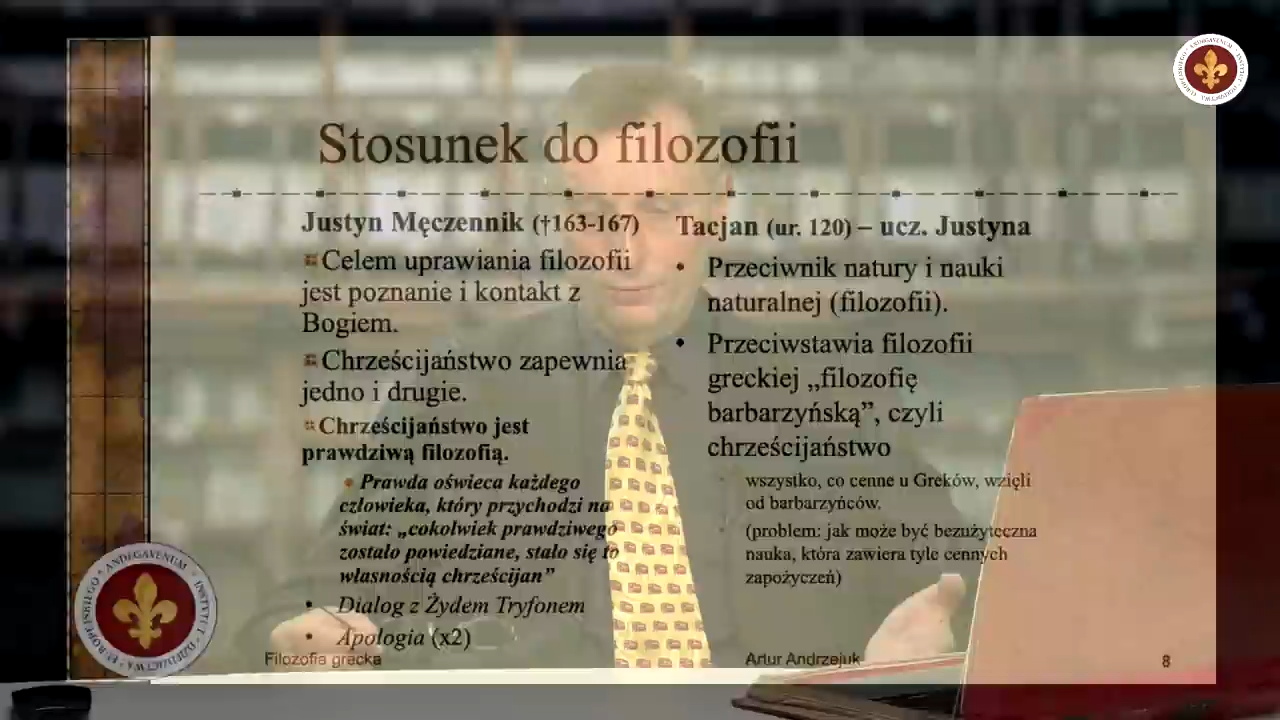 Stosunek do filozofii
Justyn Męczennik (†163-167)
Celem uprawiania filozofii
jest poznanie i kontakt z
Bogiem.
Chrześcijaństwo zapewnia
jedno i drugie.
Chrześcijaństwo jest
prawdziwą filozofią.
Prawda oświeca każdego
człowieka, który przychodzi na
świat: „cokolwiek prawdziwego
zostało powiedziane, stało się to
własnością chrześcijan”
• Dialog z Żydem Tryfonem
• Apologia (x2)
Tacjan (ur. 120) – ucz. Justyna
• Przeciwnik natury i nauki
naturalnej (filozofii).
• Przeciwstawia filozofii
greckiej „filozofię
barbarzyńską”, czyli
chrześcijaństwo
wszystko, co cenne u Greków, wzięli
od barbarzyńców.
(problem: jak może być bezużyteczna
nauka, która zawiera tyle cennych
zapożyczeń)
Filozofia grecka
Artur Andrzejuk
8
ANDEGAVENUM • INSTYTUT DZIEDZICTWA EUROPEJSKIEGO